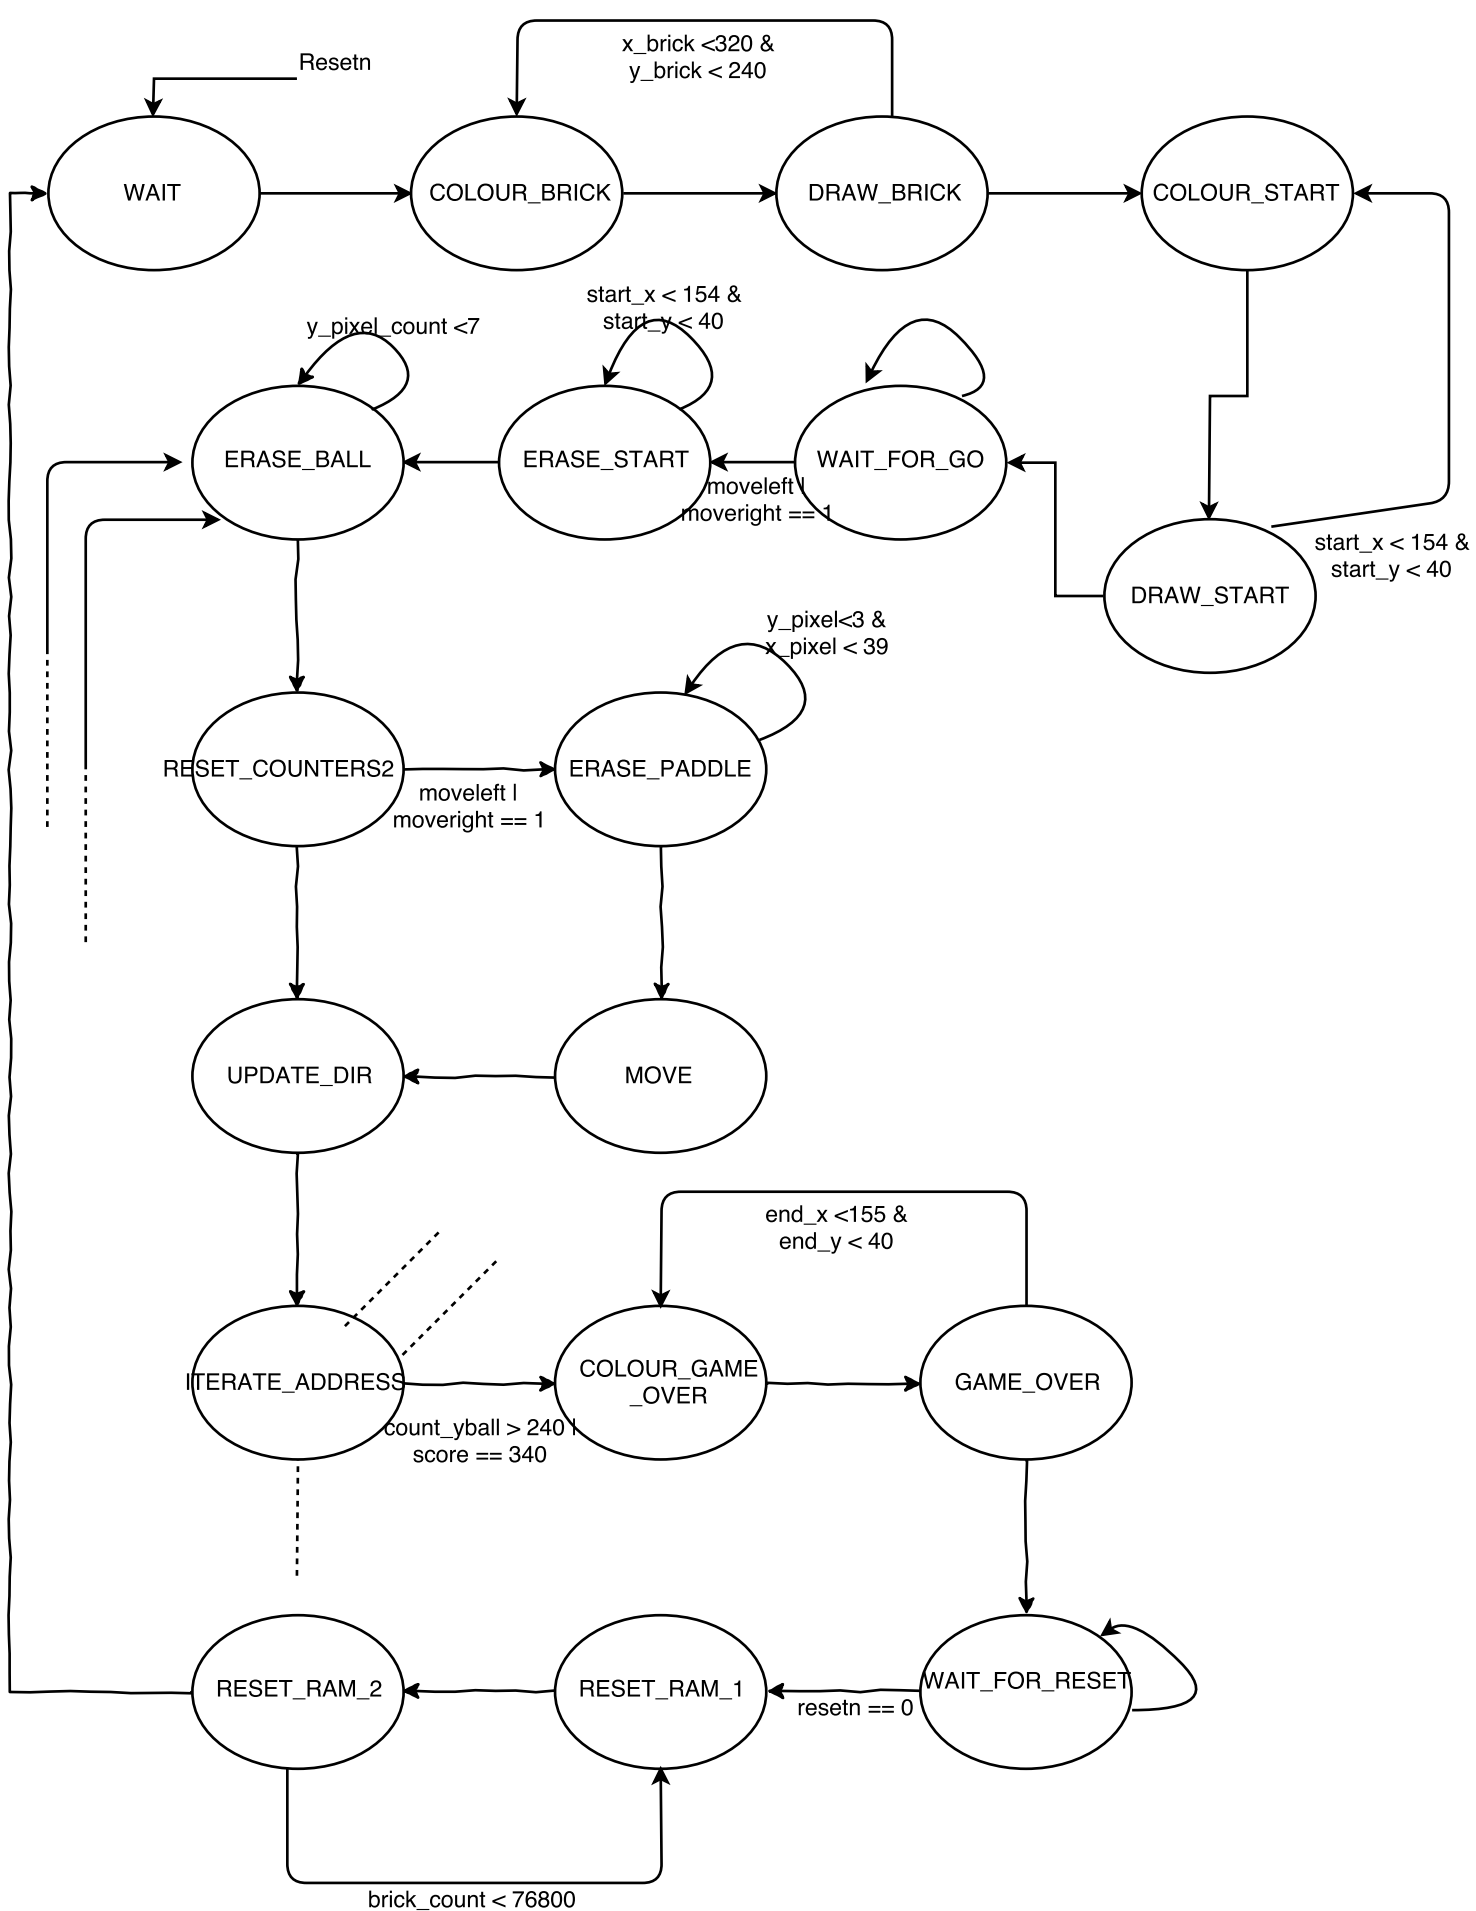 x_brick <320 &
y_brick < 240
Resetn
WAIT
COLOUR_BRICK
DRAW_BRICK
COLOUR_START
start_x < 154 &
start_y < 40
y_pixel_count <7
ERASE_BALL
ERASE_START
WAIT_FOR_GO
moveleft |
moveright == 1
start_x < 154 &
start_y < 40
DRAW_START
y_pixel<3 &
x_pixel < 39
RESET_COUNTERS2
ERASE_PADDLE
moveleft |
moveright == 1
UPDATE_DIR
MOVE
end_x <155 &
end_y < 40
ITERATE_ADDRESS
COLOUR_GAME
_OVER
GAME_OVER
count_yball > 240 |
score == 340
RESET_RAM_2
RESET_RAM_1
WAIT_FOR_RESET
resetn == 0
brick_count < 76800